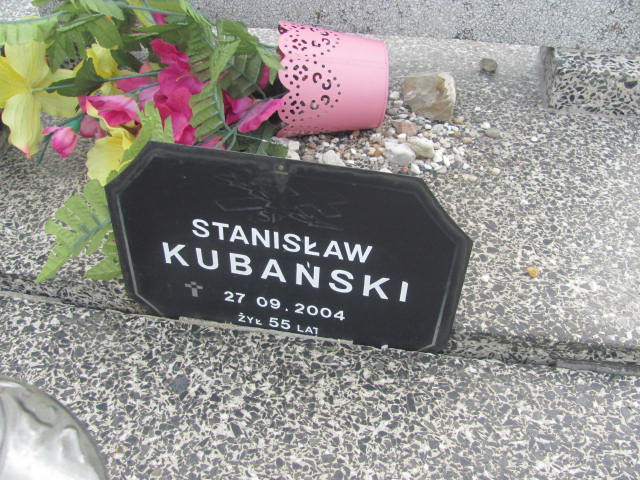 STANISŁAW
KUBAŃSKI
27 09.2004
ŻYŁ 55 LAT